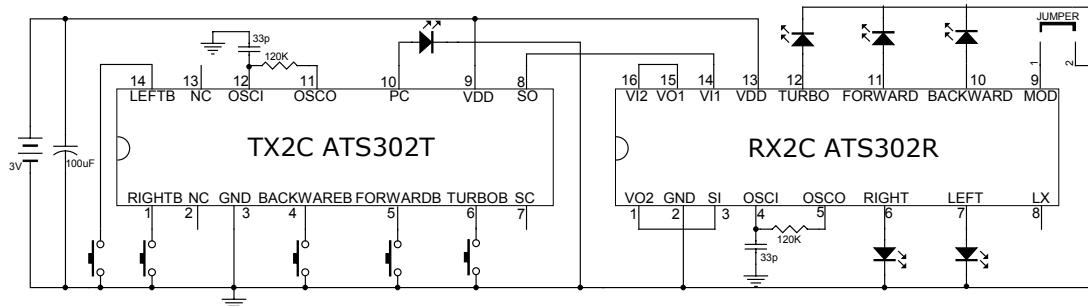 33p
120K
JUMPER
1 2
14 13 12 11 10 9 8
LEFTB NC OSCI OSCO PC VDD SO
16 15 14 13 12 11 10 9
VI2 VO1 VI1 VDD TURBO FORWARD BACKWARD MOD
3V
100uF
TX2C ATS302T
RX2C ATS302R
RIGHTB NC GND BACKWAREB FORWARDB TURBOB SC
1 2 3 4 5 6 7
VO2 GND SI OSCI OSCO RIGHT LEFT LX
1 2 3 4 5 6 7 8
120K
33p